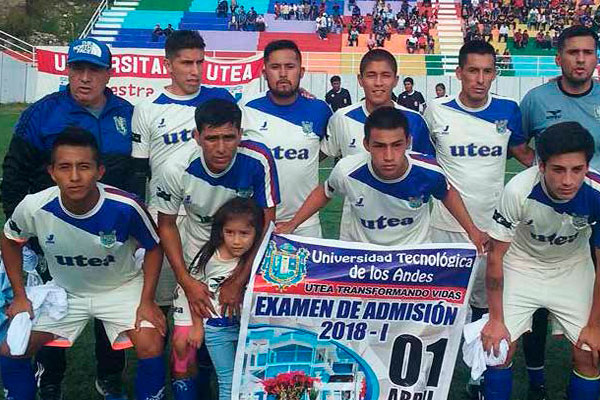 UNIVERSITARIO UTEA
utea
utea
utea
utea
utea
utea
utea
Universidad Tecnológica
de los Andes
UTEA TRANSFORMANDO VIDAS
EXAMEN DE ADMISIÓN
2018 - I
01
ABRIL